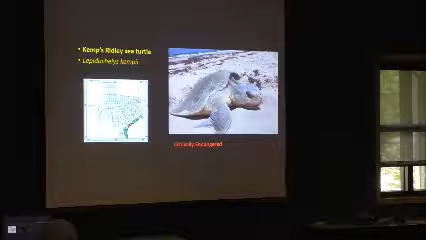 • Kemp's Ridley sea turtle
• Lepidochelys kempii
Critically Endangered